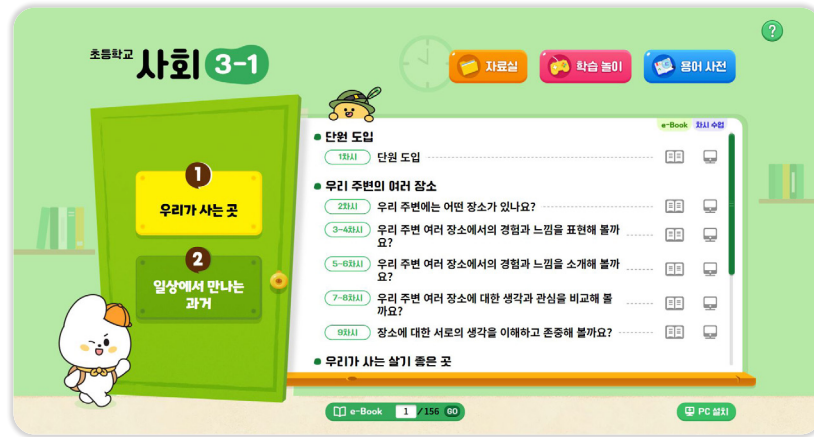 ?
초등학교 사회 3-1
자료실 학습 놀이 용어 사전
e-Book 차시 수업
1
우리가 사는 곳
2
일상에서 만나는
과거
단원 도입
1차시 단원 도입
우리 주변의 여러 장소
2차시 우리 주변에는 어떤 장소가 있나요?
3-4차시 우리 주변 여러 장소에서의 경험과 느낌을 표현해 볼까
요?
5-6차시 우리 주변 여러 장소에서의 경험과 느낌을 소개해 볼까
요?
7-8차시 우리 주변 여러 장소에 대한 생각과 관심을 비교해 볼
까요?
9차시 장소에 대한 서로의 생각을 이해하고 존중해 볼까요?
우리가 사는 살기 좋은 곳
e-Book 1 / 156 GO
PC 설치